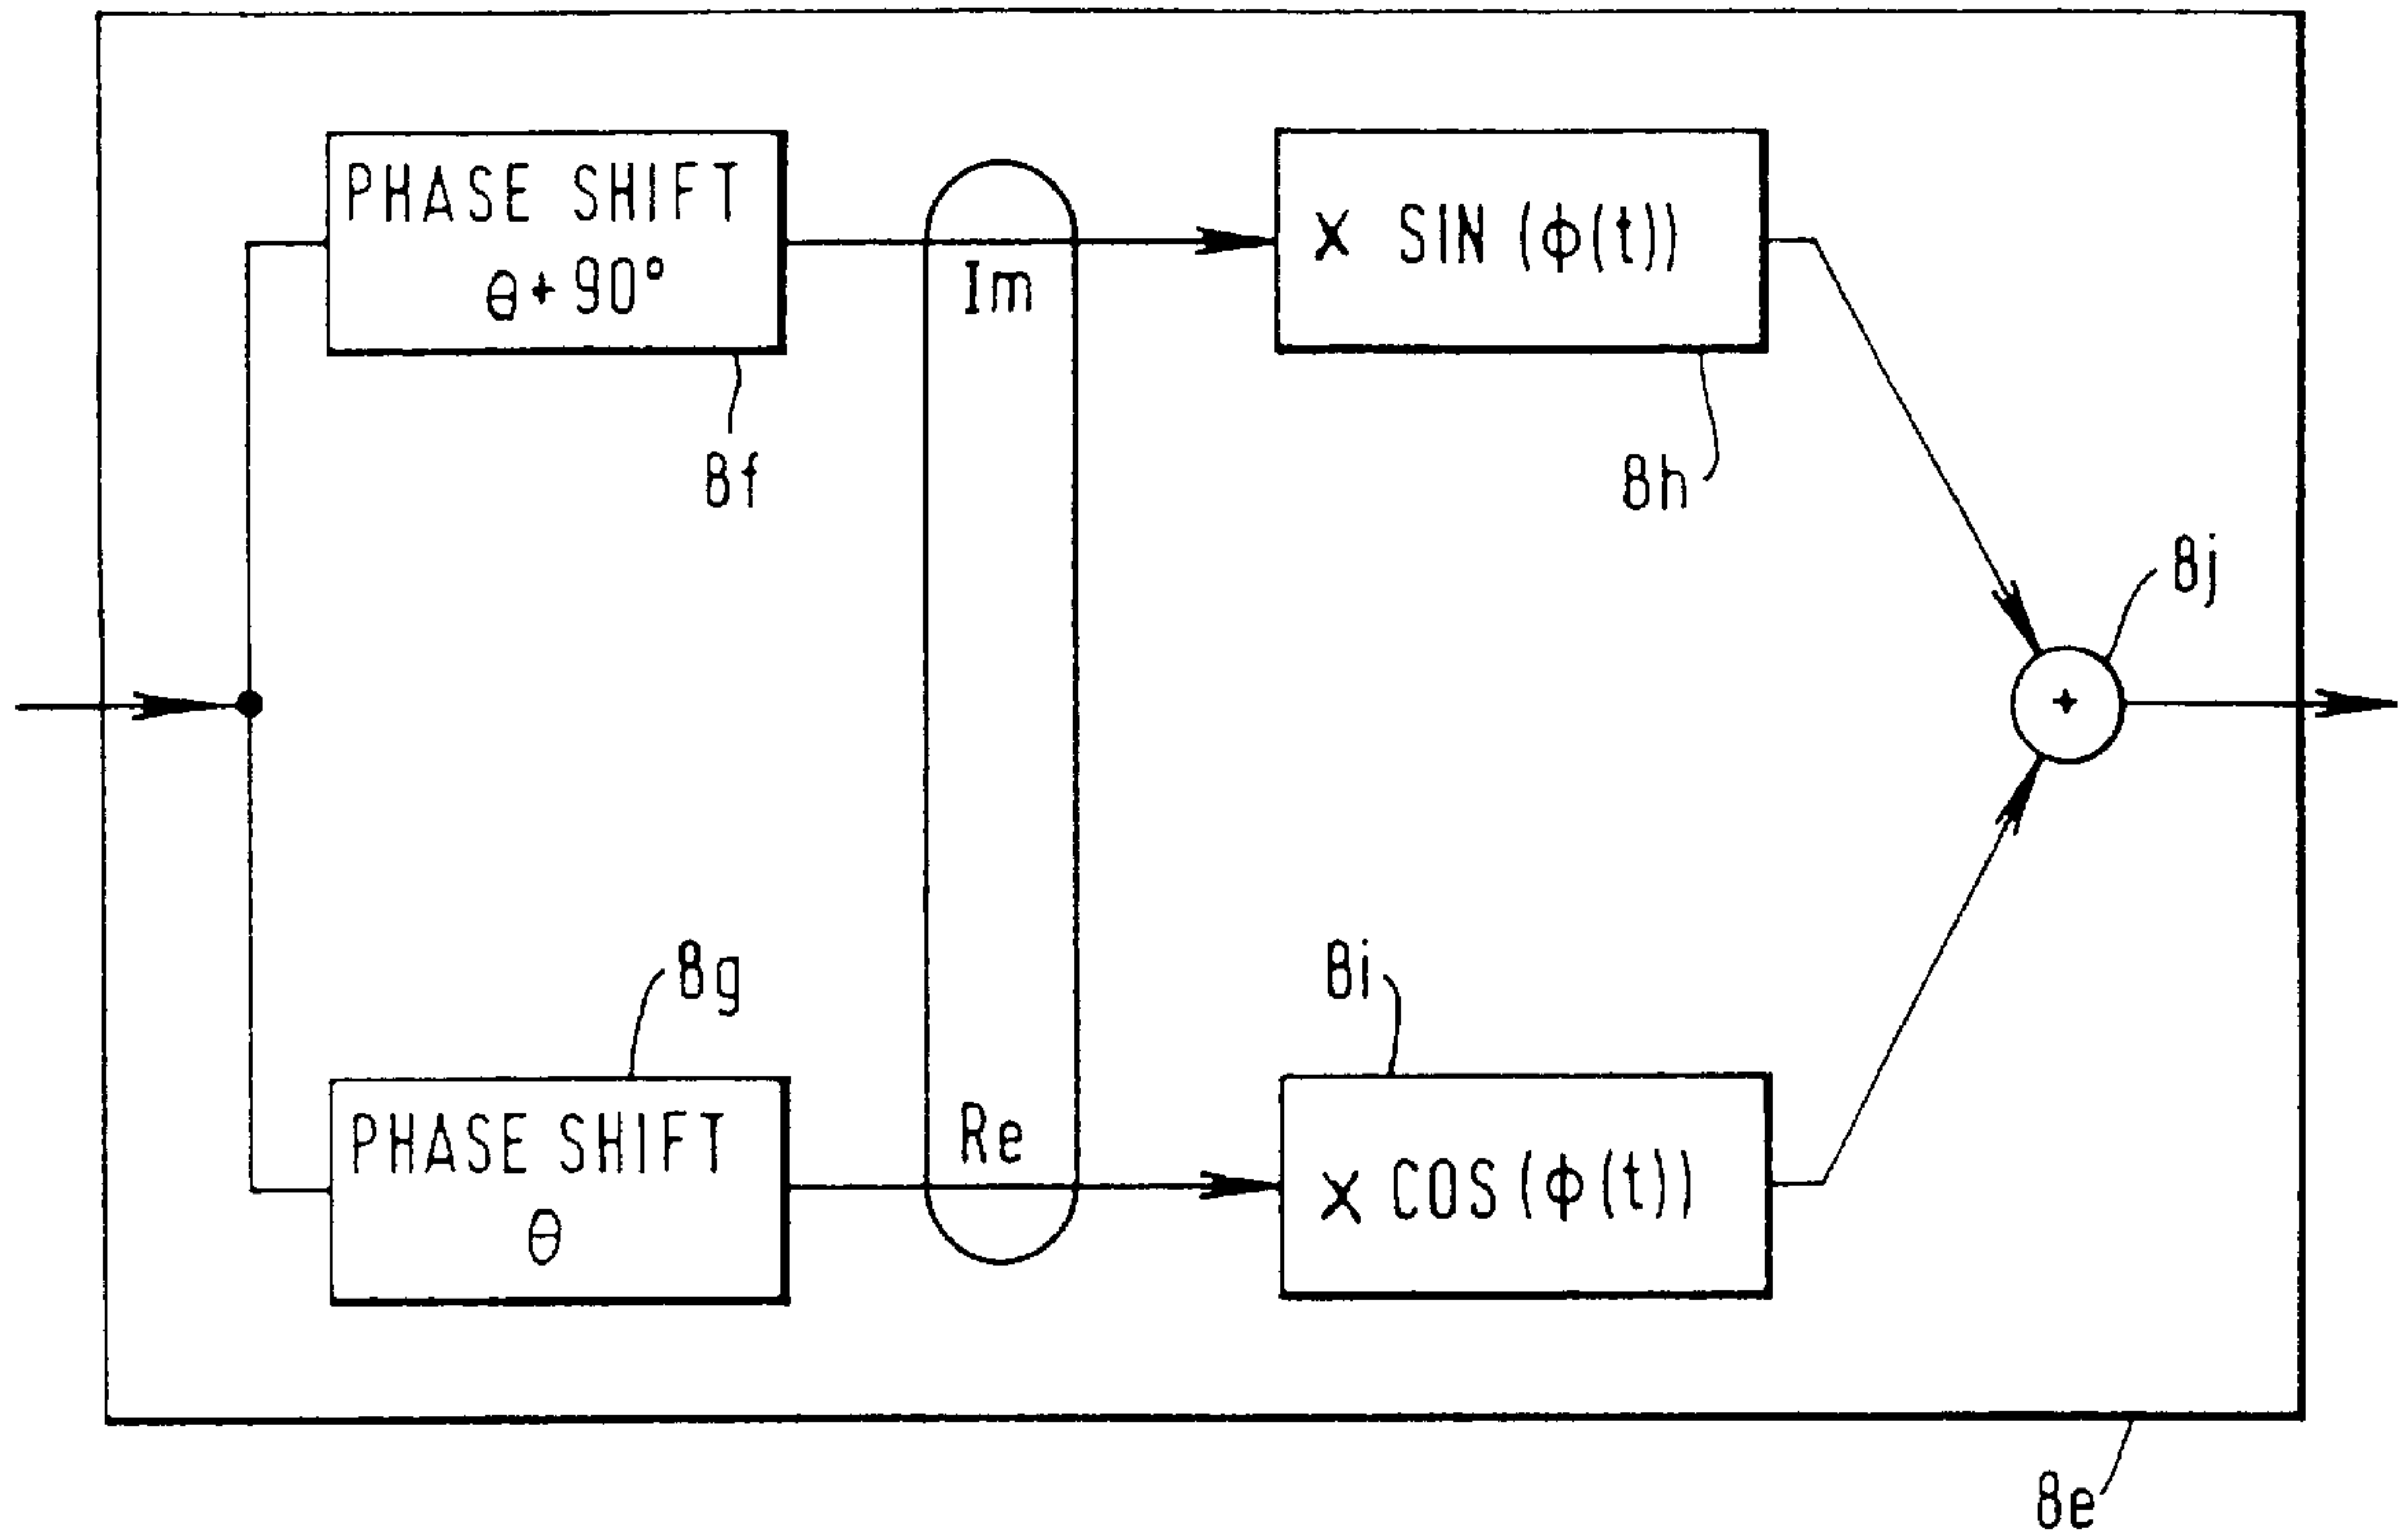 PHASE SHIFT
θ+90°
8f
Im
× SIN (ϕ(t))
8h
8j
+
8g
PHASE SHIFT
θ
Re
8i
× COS(ϕ(t))
8e